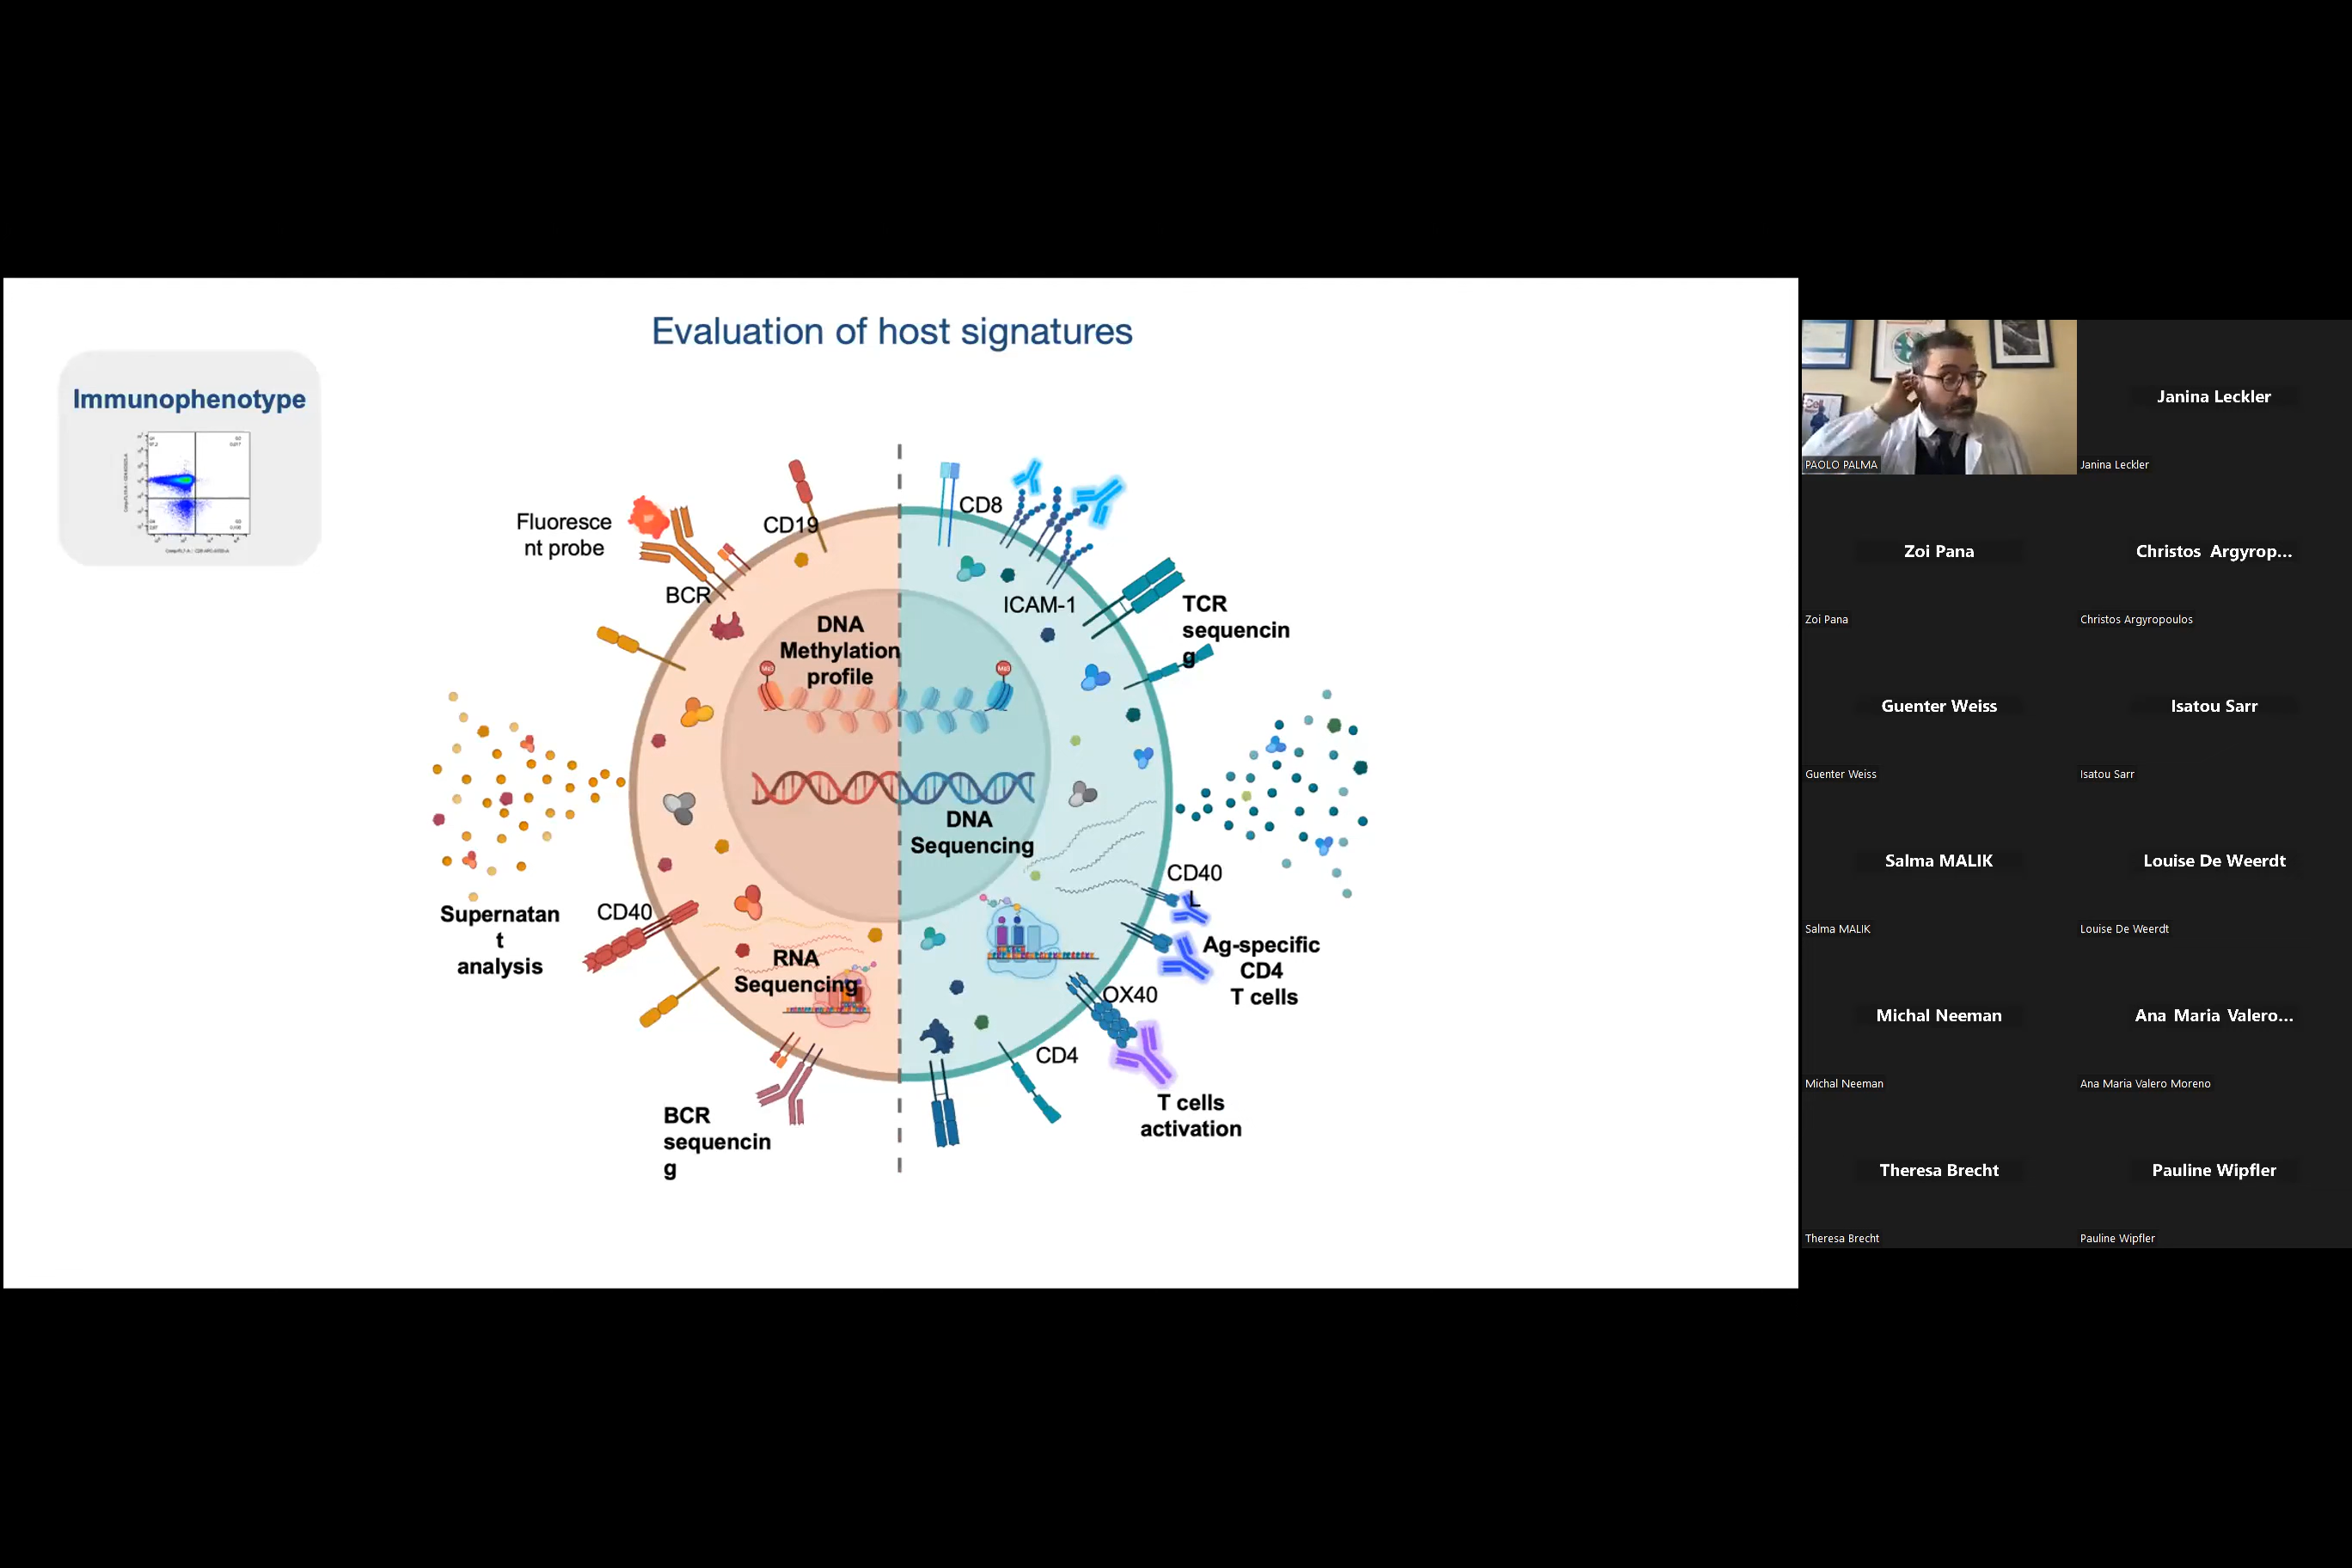 Evaluation of host signatures
Immunophenotype
Fluoresce
nt probe
CD19
BCR
CD8
ICAM-1
TCR
sequencin
g
DNA
Methylation
profile
Me3
Me3
DNA
Sequencing
Supernatan
t
analysis
CD40
RNA
Sequencing
CD40
L
Ag-specific
CD4
T cells
OX40
CD4
T cells
activation
BCR
sequencin
g
PAOLO PALMA
Janina Leckler
Janina Leckler
Zoi Pana
Zoi Pana
Christos Argyrop...
Christos Argyropoulos
Guenter Weiss
Guenter Weiss
Isatou Sarr
Isatou Sarr
Salma MALIK
Salma MALIK
Louise De Weerdt
Louise De Weerdt
Michal Neeman
Michal Neeman
Ana Maria Valero...
Ana Maria Valero Moreno
Theresa Brecht
Theresa Brecht
Pauline Wipfler
Pauline Wipfler